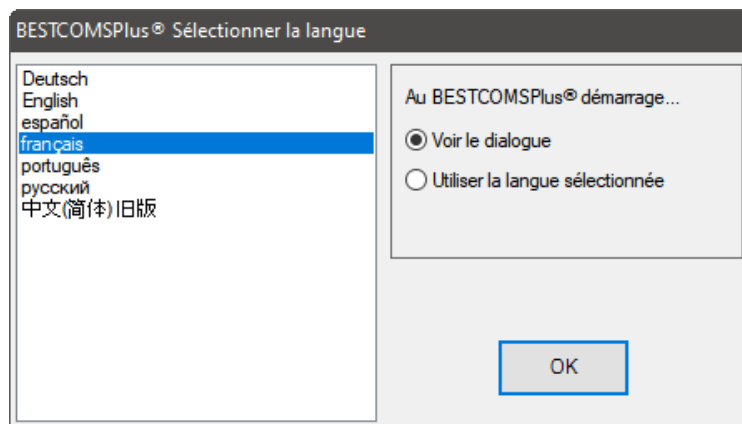 BESTCOMSPlus® Sélectionner la langue
Deutsch
English
español
français
português
русский
中文(简体) 旧版
Au BESTCOMSPlus® démarrage...
Voir le dialogue
Utiliser la langue sélectionnée
OK